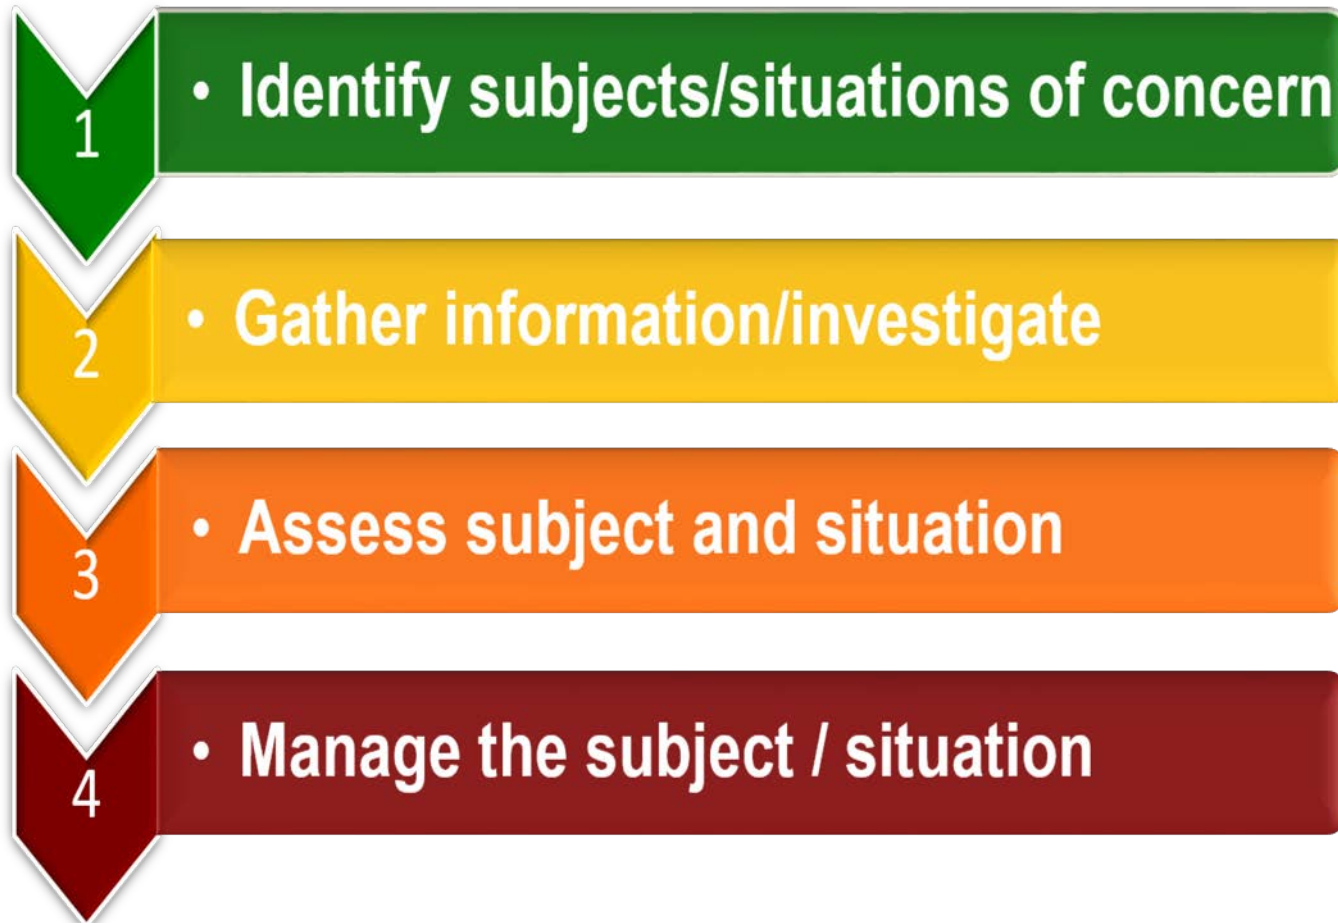 1
• Identify subjects/situations of concern
2
• Gather information/investigate
3
• Assess subject and situation
4
• Manage the subject / situation